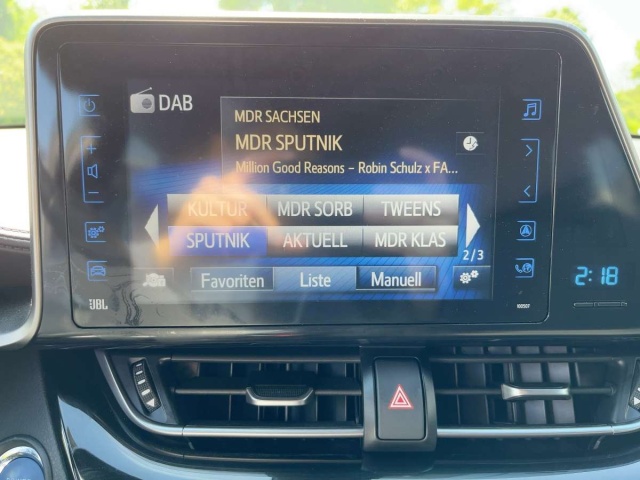 DAB
MDR SACHSEN
MDR SPUTNIK
Million Good Reasons – Robin Schulz x FA...
KULTUR MDR SORB TWEENS
SPUTNIK AKTUELL MDR KLAS
2/3
Favoriten Liste Manuell
JBL
2:18